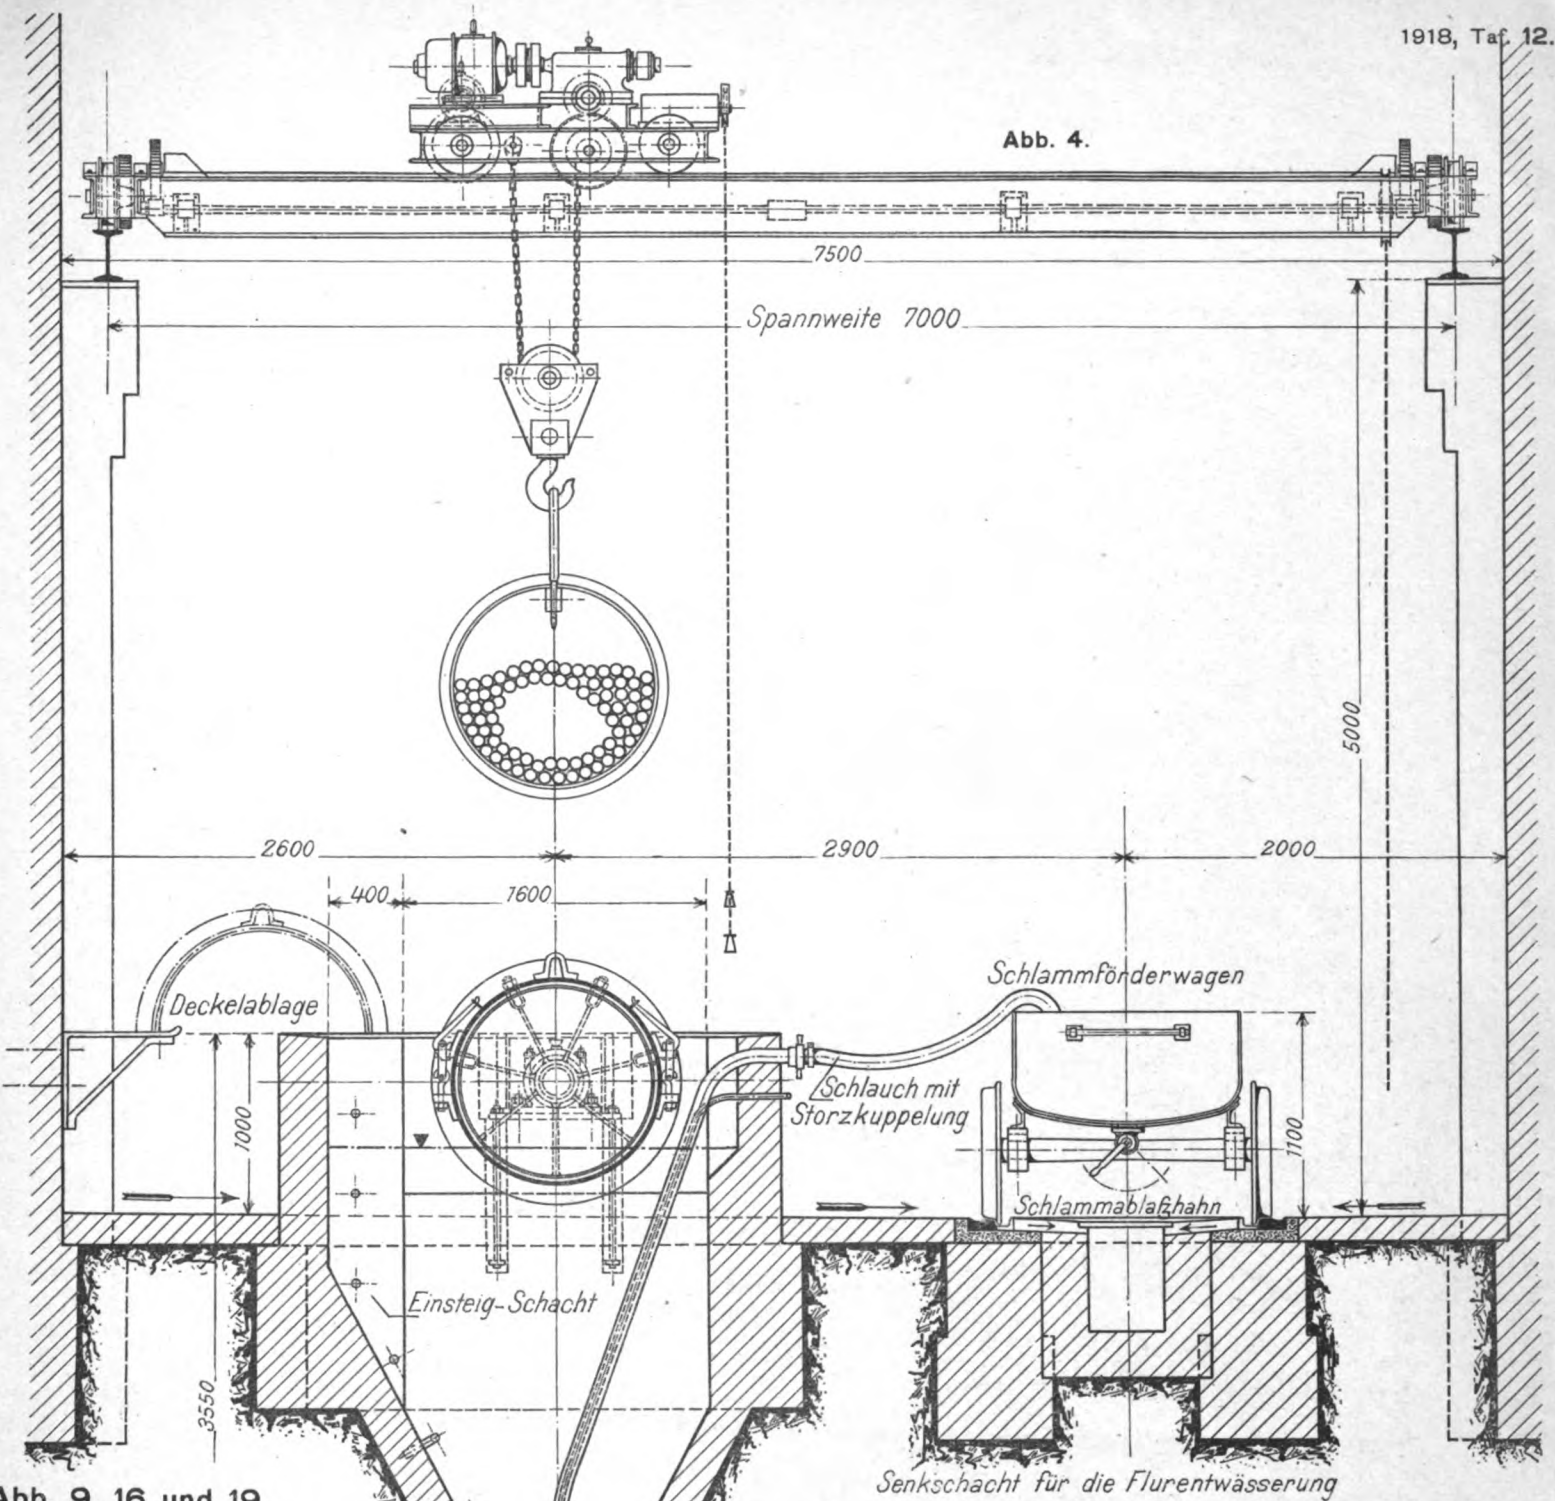 1918, Taf. 12.
Abb. 4.
7500
Spannweite 7000
5000
2600
2900
2000
400
1600
Schlammförderwagen
Deckelablage
Schlauch mit
Storzkuppelung
1000
1100
Schlammablaßhahn
Einsteig-Schacht
3550
Senkschacht für die Flurentwässerung
Abb. 9, 16 und 19